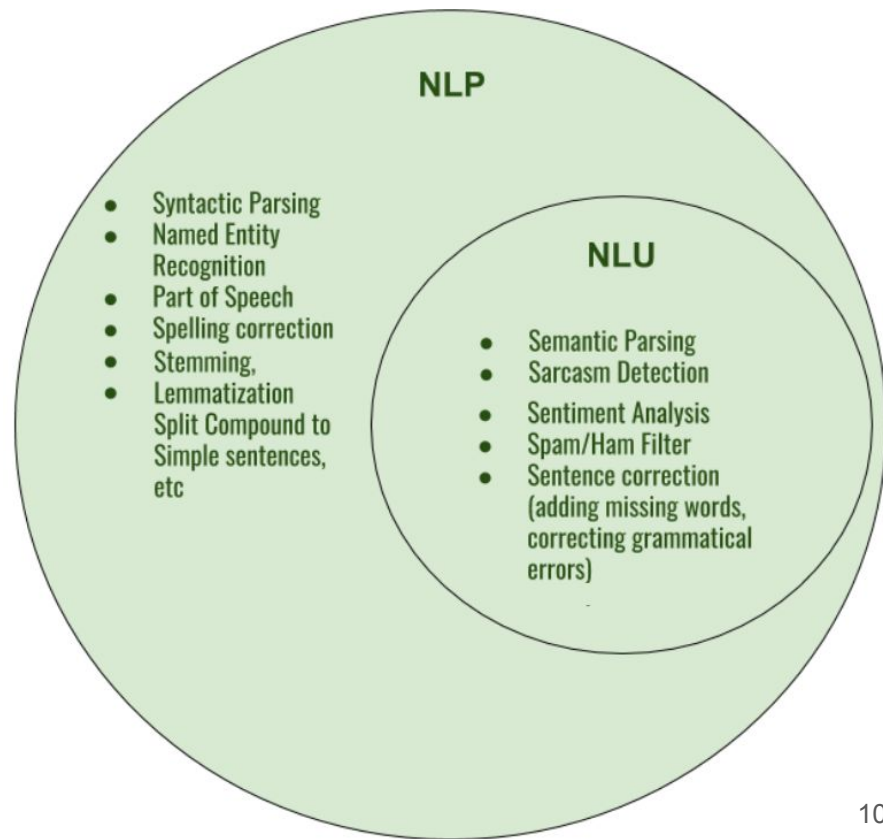 NLP
● Syntactic Parsing
● Named Entity
Recognition
● Part of Speech
● Spelling correction
● Stemming,
● Lemmatization
Split Compound to
Simple sentences,
etc
NLU
● Semantic Parsing
● Sarcasm Detection
● Sentiment Analysis
● Spam/Ham Filter
● Sentence correction
(adding missing words,
correcting grammatical
errors)
10